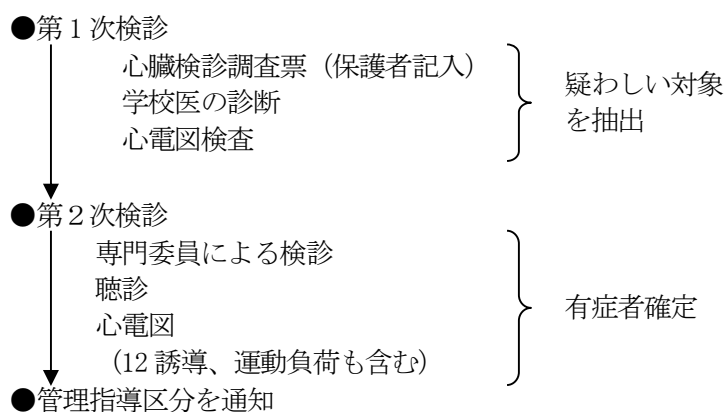 ●第1次検診
心臓検診調査票（保護者記入）
学校医の診断
心電図検査
疑わしい対象
を抽出
●第2次検診
専門委員による検診
聴診
心電図
（12誘導、運動負荷も含む）
有症者確定
●管理指導区分を通知